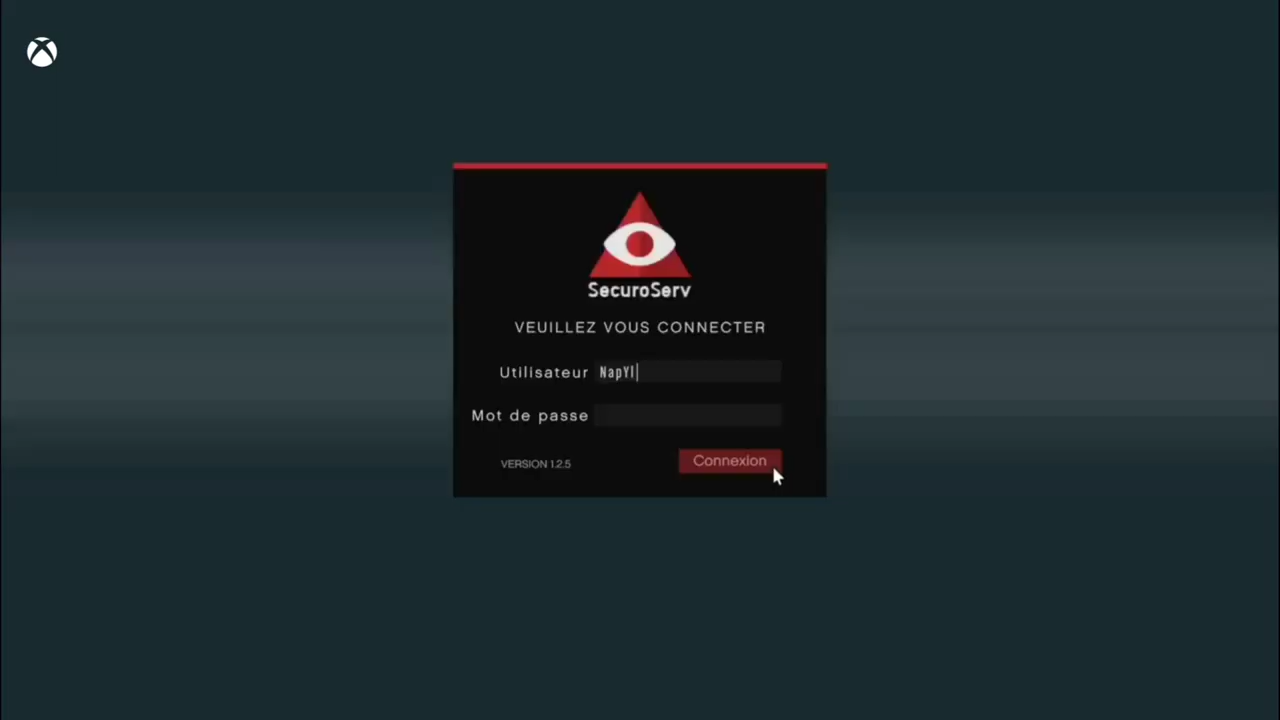 SecuroServ
VEUILLEZ VOUS CONNECTER
Utilisateur NapYl
Mot de passe
VERSION 1.2.5 Connexion